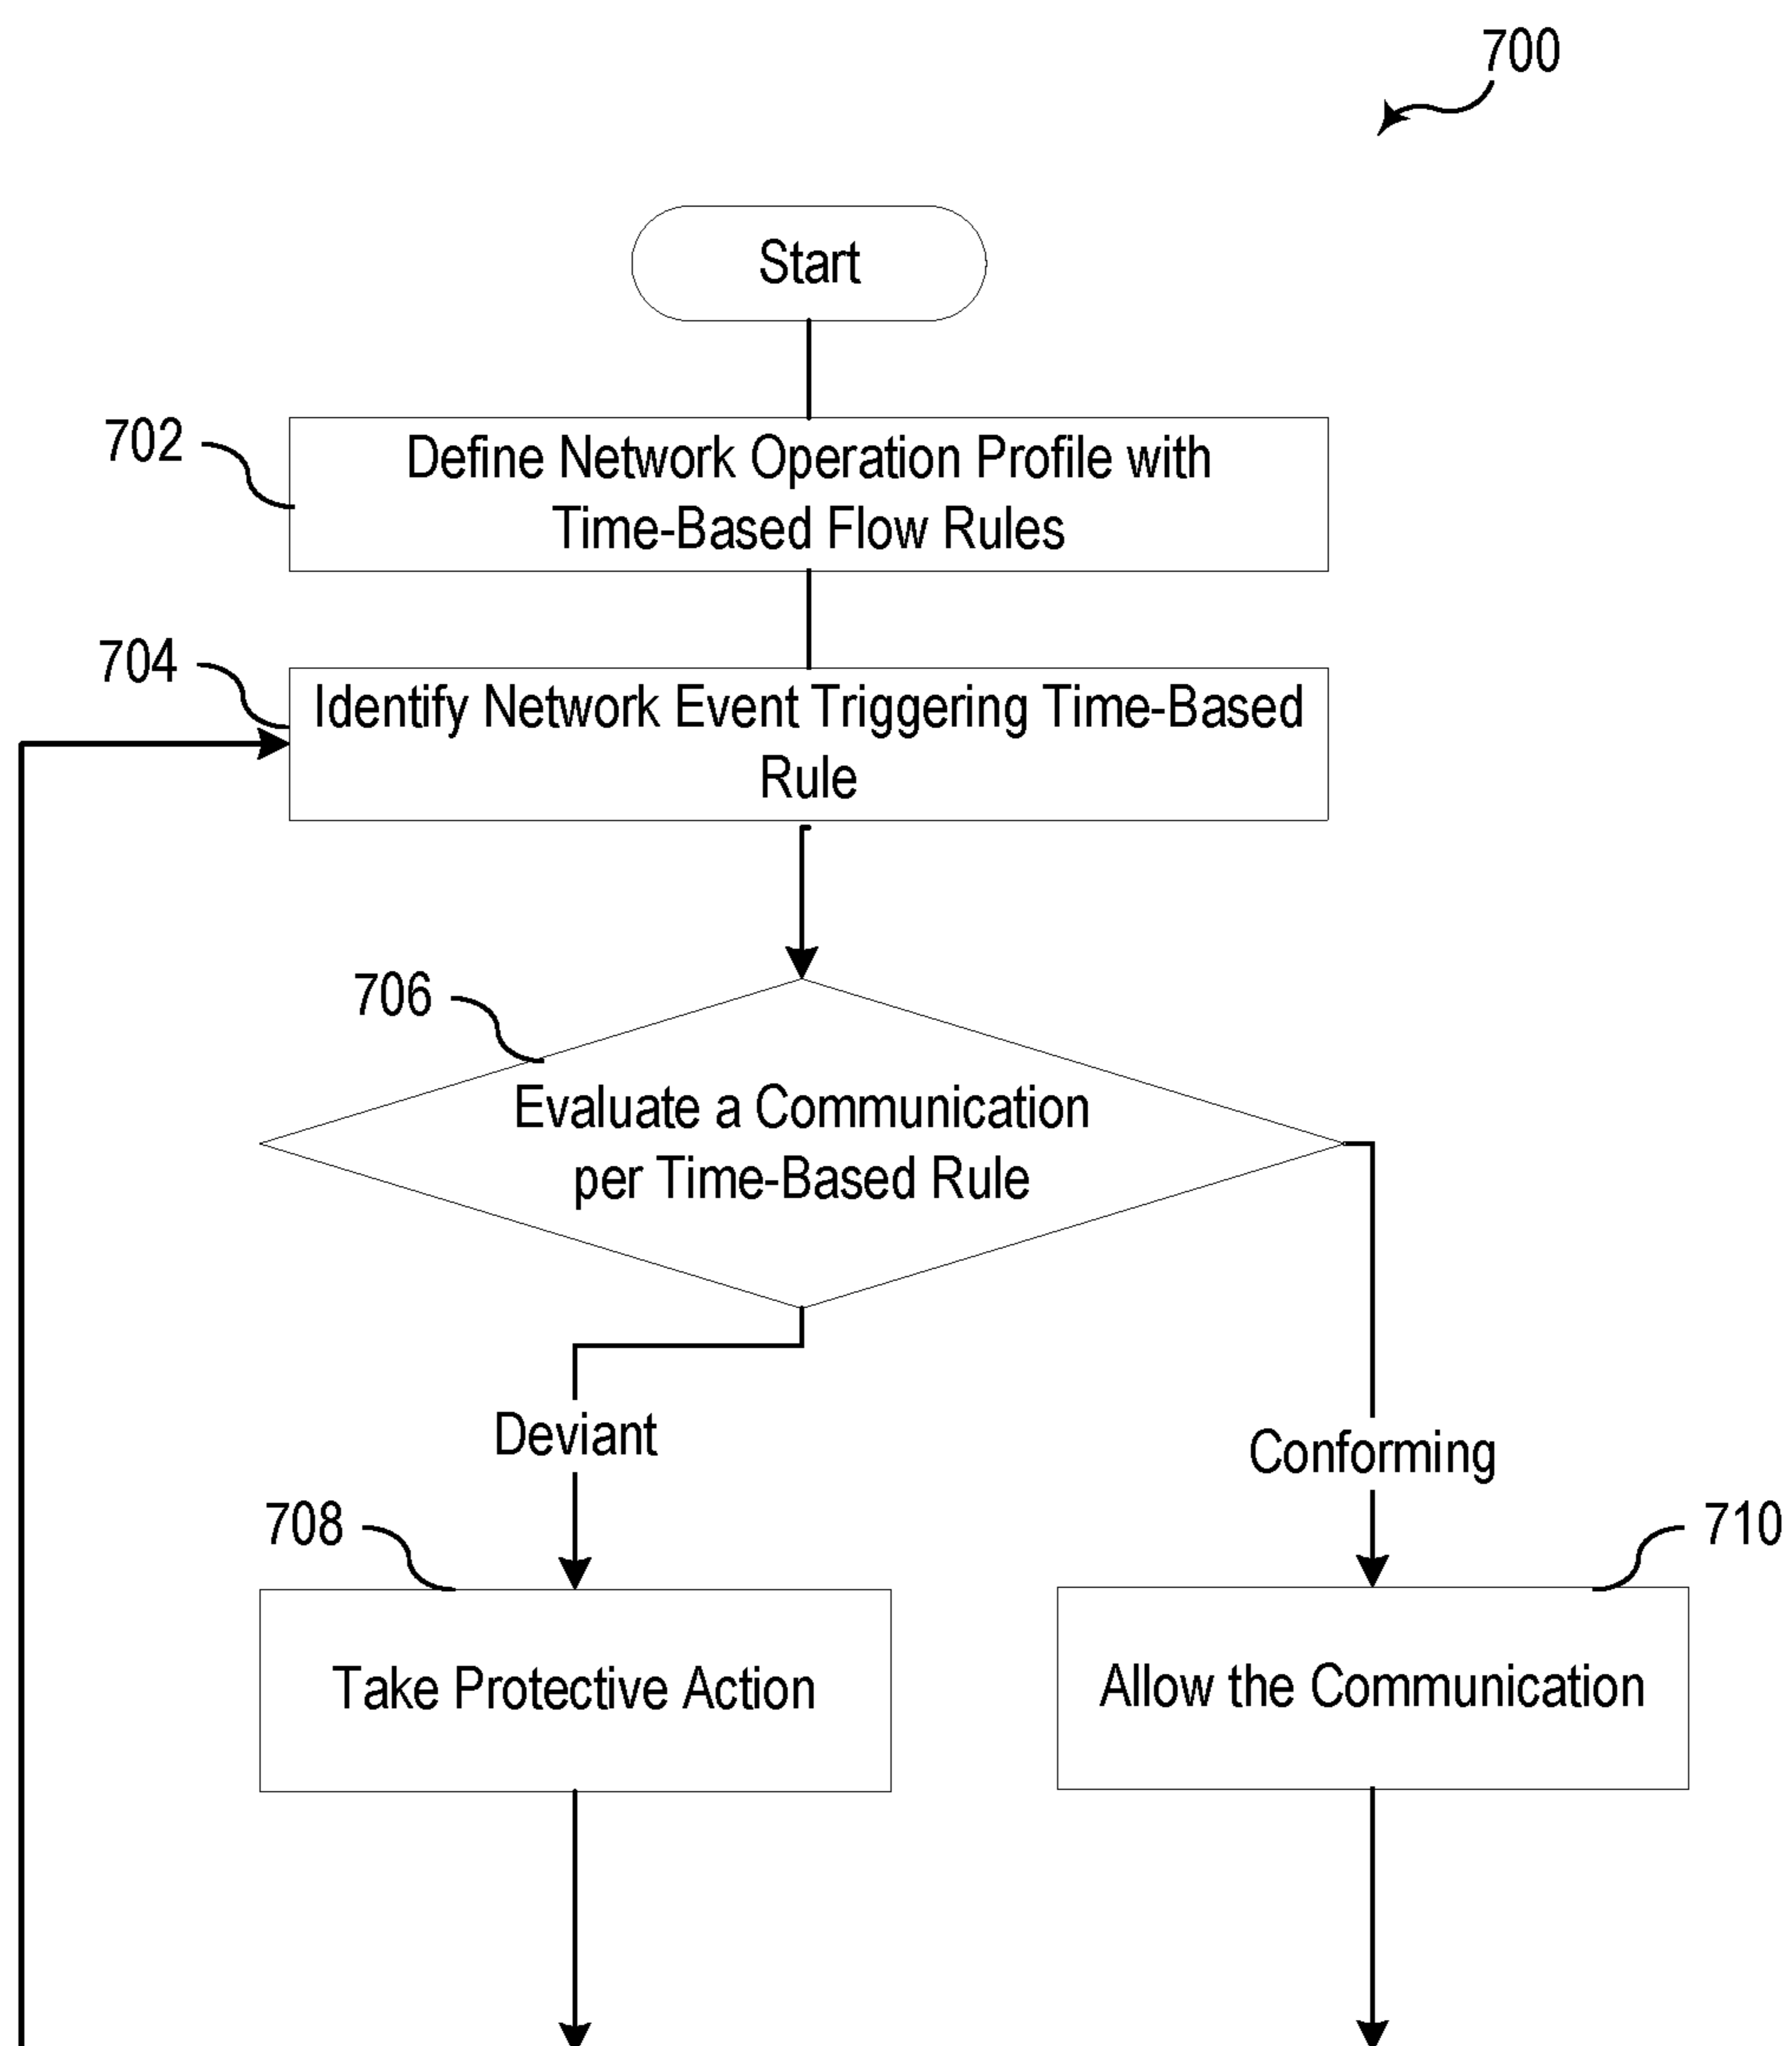 700
Start
702
Define Network Operation Profile with
Time-Based Flow Rules
704
Identify Network Event Triggering Time-Based
Rule
706
Evaluate a Communication
per Time-Based Rule
Deviant
Conforming
708
710
Take Protective Action
Allow the Communication